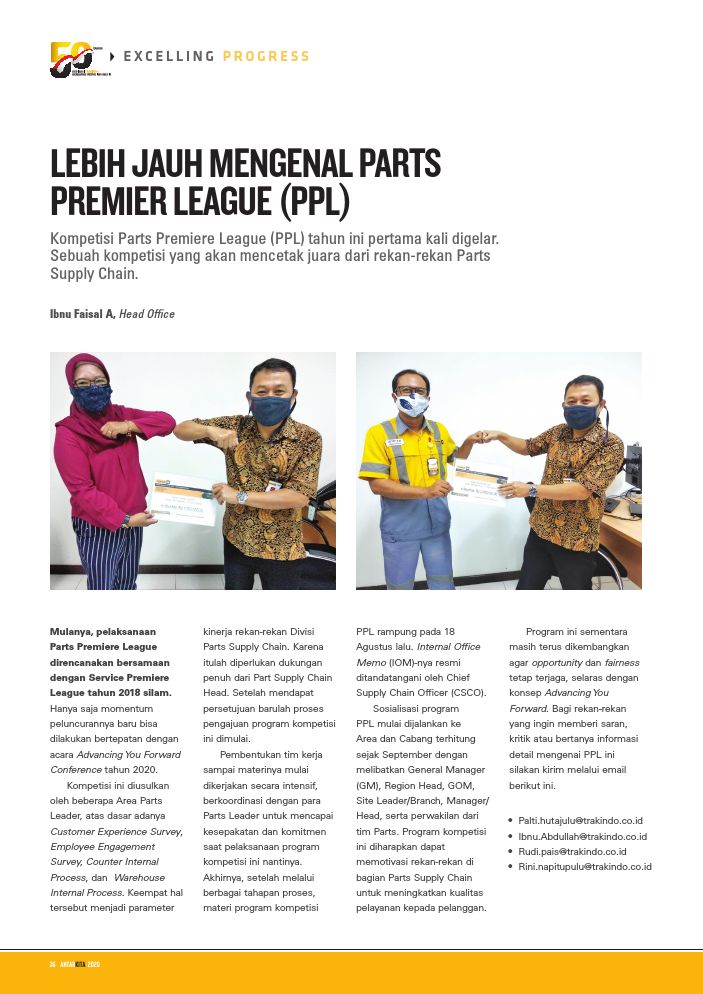 50
EXCELLING PROGRESS
LEBIH JAUH MENGENAL PARTS
PREMIER LEAGUE (PPL)
Kompetisi Parts Premiere League (PPL) tahun ini pertama kali digelar.
Sebuah kompetisi yang akan mencetak juara dari rekan-rekan Parts
Supply Chain.
Ibnu Faisal A, Head Office
Mulanya, pelaksanaan
Parts Premiere League
direncanakan bersamaan
dengan Service Premiere
League tahun 2018 silam.
Hanya saja momentum
peluncurannya baru bisa
dilakukan bertepatan dengan
acara Advancing You Forward
Conference tahun 2020.
Kompetisi ini diusulkan
oleh beberapa Area Parts
Leader, atas dasar adanya
Customer Experience Survey,
Employee Engagement
Survey, Counter Internal
Process, dan Warehouse
Internal Process. Keempat hal
tersebut menjadi parameter
kinerja rekan-rekan Divisi
Parts Supply Chain. Karena
itulah diperlukan dukungan
penuh dari Part Supply Chain
Head. Setelah mendapat
persetujuan barulah proses
pengajuan program kompetisi
ini dimulai.
Pembentukan tim kerja
sampai materinya mulai
dikerjakan secara intensif,
berkoordinasi dengan para
Parts Leader untuk mencapai
kesepakatan dan komitmen
saat pelaksanaan program
kompetisi ini nantinya.
Akhirnya, setelah melalui
berbagai tahapan proses,
materi program kompetisi
PPL rampung pada 18
Agustus lalu. Internal Office
Memo (IOM)-nya resmi
ditandatangani oleh Chief
Supply Chain Officer (CSCO).
Sosialisasi program
PPL mulai dijalankan ke
Area dan Cabang terhitung
sejak September dengan
melibatkan General Manager
(GM), Region Head, GOM,
Site Leader/Branch, Manager/
Head, serta perwakilan dari
tim Parts. Program kompetisi
ini diharapkan dapat
memotivasi rekan-rekan di
bagian Parts Supply Chain
untuk meningkatkan kualitas
pelayanan kepada pelanggan.
Program ini sementara
masih terus dikembangkan
agar opportunity dan fairness
tetap terjaga, selaras dengan
konsep Advancing You
Forward. Bagi rekan-rekan
yang ingin memberi saran,
kritik atau bertanya informasi
detail mengenai PPL ini
silakan kirim melalui email
berikut ini.
• Palti.hutajulu@trakindo.co.id
• Ibnu.Abdullah@trakindo.co.id
• Rudi.pais@trakindo.co.id
• Rini.napitupulu@trakindo.co.id
36 ANTARKITA 2020